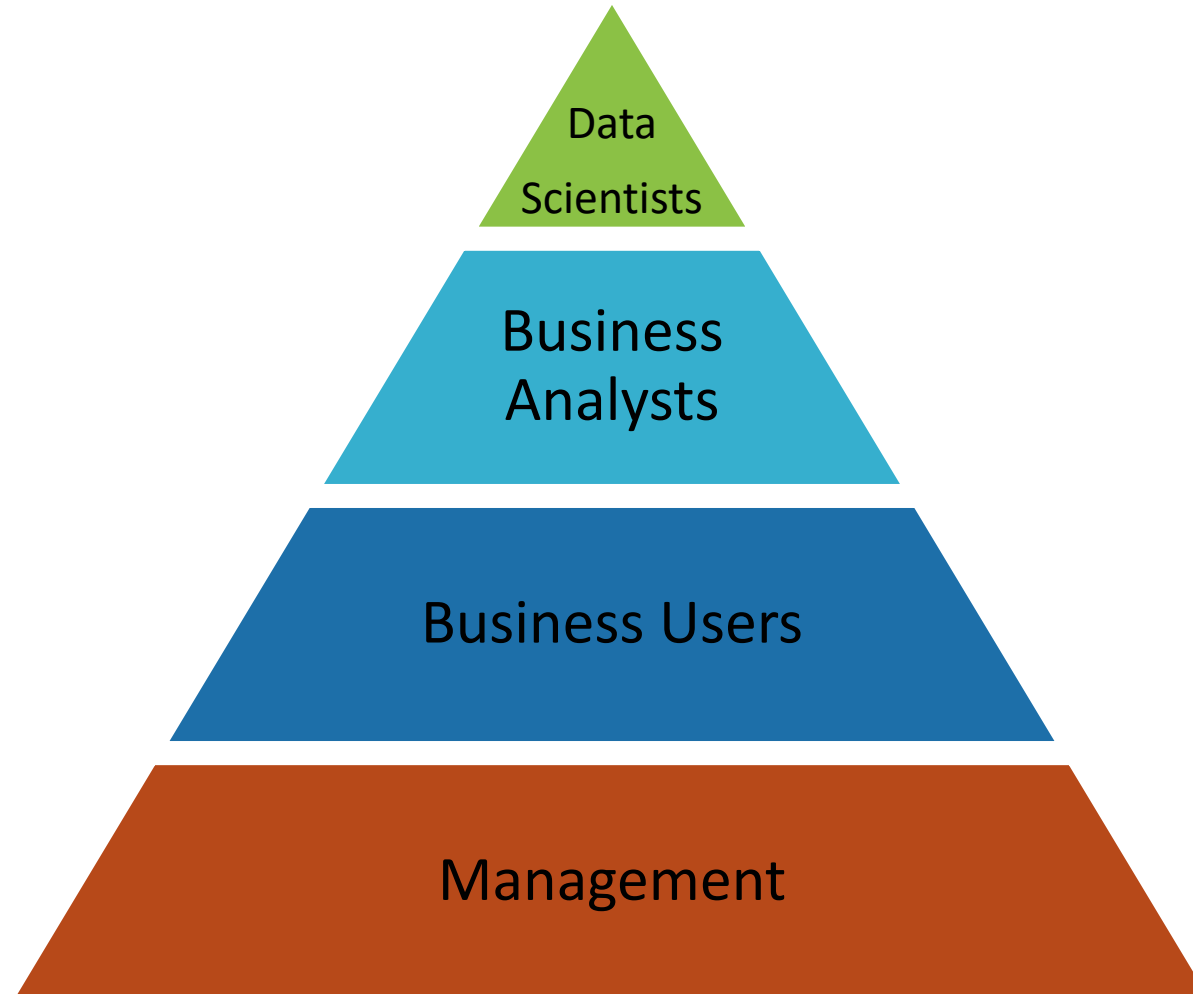 Data
Scientists
Business
Analysts
Business Users
Management